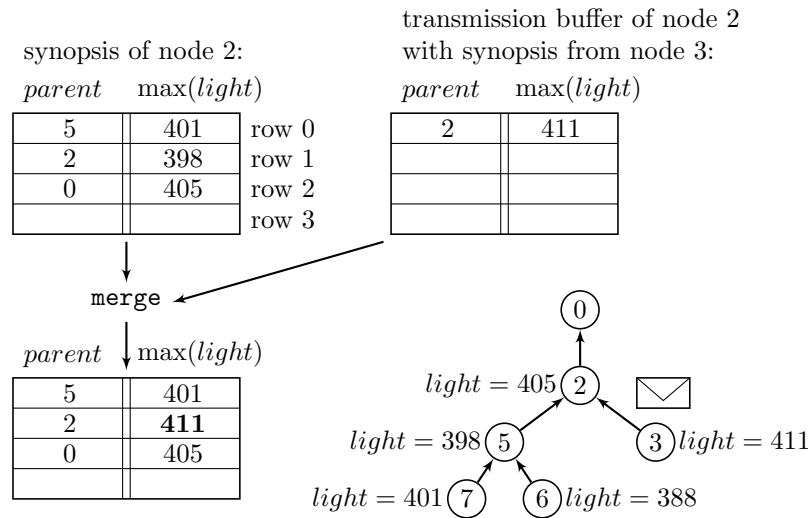 transmission buffer of node 2
synopsis of node 2:
with synopsis from node 3:
parent max(light)
parent max(light)
5 401 row 0
2 411
2 398 row 1
0 405 row 2
row 3
merge
parent max(light)
5 401
2 411
0 405
0
light = 405 2
light = 398 5
3 light = 411
light = 401 7
6 light = 388